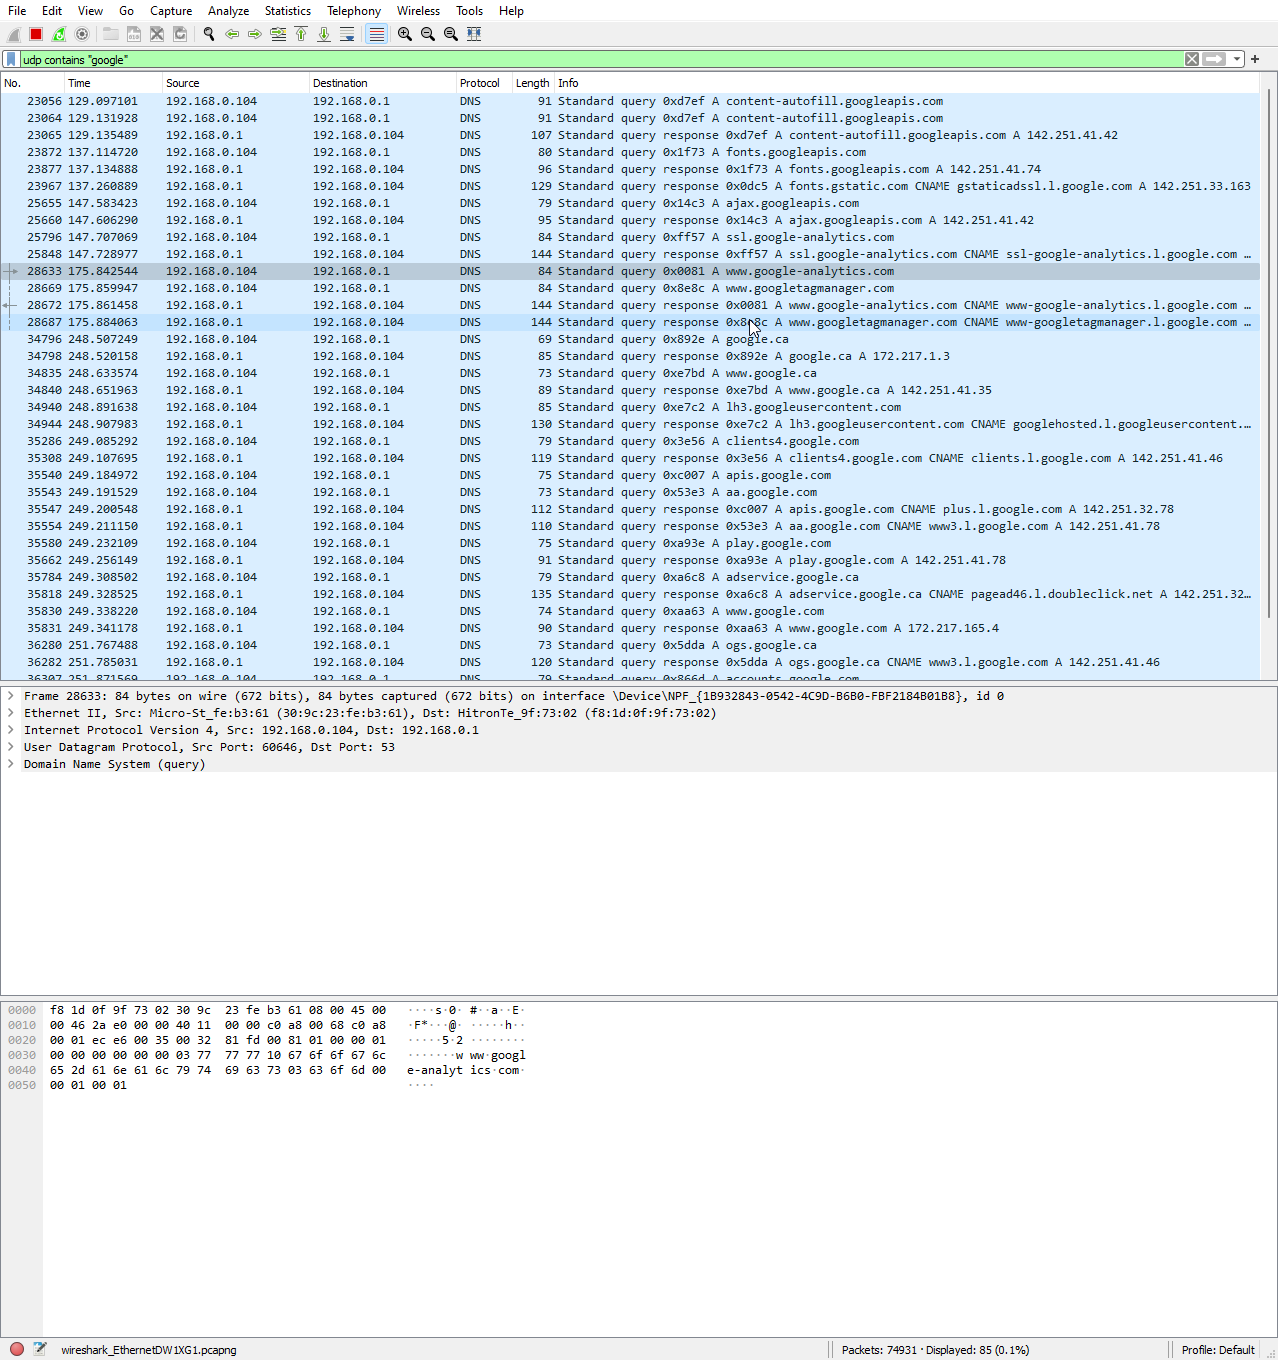 File Edit View Go Capture Analyze Statistics Telephony Wireless Tools Help
udp contains "google"
No. Time Source Destination Protocol Length Info
23056 129.097101 192.168.0.104 192.168.0.1 DNS 91 Standard query 0xd7ef A content-autofill.googleapis.com
23064 129.131928 192.168.0.104 192.168.0.1 DNS 91 Standard query 0xd7ef A content-autofill.googleapis.com
23065 129.135489 192.168.0.1 192.168.0.104 DNS 107 Standard query response 0xd7ef A content-autofill.googleapis.com A 142.251.41.42
23872 137.114720 192.168.0.104 192.168.0.1 DNS 80 Standard query 0x1f73 A fonts.googleapis.com
23877 137.134888 192.168.0.1 192.168.0.104 DNS 96 Standard query response 0x1f73 A fonts.googleapis.com A 142.251.41.74
23967 137.260889 192.168.0.1 192.168.0.104 DNS 129 Standard query response 0x0dc5 A fonts.gstatic.com CNAME gstaticadssl.l.google.com A 142.251.33.163
25655 147.583423 192.168.0.104 192.168.0.1 DNS 79 Standard query 0x14c3 A ajax.googleapis.com
25660 147.606290 192.168.0.1 192.168.0.104 DNS 95 Standard query response 0x14c3 A ajax.googleapis.com A 142.251.41.42
25796 147.707069 192.168.0.104 192.168.0.1 DNS 84 Standard query 0xff57 A ssl.google-analytics.com
25848 147.728977 192.168.0.1 192.168.0.104 DNS 144 Standard query response 0xff57 A ssl.google-analytics.com CNAME ssl-google-analytics.l.google.com …
28633 175.842544 192.168.0.104 192.168.0.1 DNS 84 Standard query 0x0081 A www.google-analytics.com
28669 175.859947 192.168.0.104 192.168.0.1 DNS 84 Standard query 0x8e8c A www.googletagmanager.com
28672 175.861458 192.168.0.1 192.168.0.104 DNS 144 Standard query response 0x0081 A www.google-analytics.com CNAME www-google-analytics.l.google.com …
28687 175.884063 192.168.0.1 192.168.0.104 DNS 144 Standard query response 0x8e8c A www.googletagmanager.com CNAME www-googletagmanager.l.google.com …
34796 248.507249 192.168.0.104 192.168.0.1 DNS 69 Standard query 0x892e A google.ca
34798 248.520158 192.168.0.1 192.168.0.104 DNS 85 Standard query response 0x892e A google.ca A 172.217.1.3
34835 248.633574 192.168.0.104 192.168.0.1 DNS 73 Standard query 0xe7bd A www.google.ca
34840 248.651963 192.168.0.1 192.168.0.104 DNS 89 Standard query response 0xe7bd A www.google.ca A 142.251.41.35
34940 248.891638 192.168.0.104 192.168.0.1 DNS 85 Standard query 0xe7c2 A lh3.googleusercontent.com
34944 248.907983 192.168.0.1 192.168.0.104 DNS 130 Standard query response 0xe7c2 A lh3.googleusercontent.com CNAME googlehosted.l.googleusercontent.…
35286 249.085292 192.168.0.104 192.168.0.1 DNS 79 Standard query 0x3e56 A clients4.google.com
35308 249.107695 192.168.0.1 192.168.0.104 DNS 119 Standard query response 0x3e56 A clients4.google.com CNAME clients.l.google.com A 142.251.41.46
35540 249.184972 192.168.0.104 192.168.0.1 DNS 75 Standard query 0xc007 A apis.google.com
35543 249.191529 192.168.0.104 192.168.0.1 DNS 73 Standard query 0x53e3 A aa.google.com
35547 249.200548 192.168.0.1 192.168.0.104 DNS 112 Standard query response 0xc007 A apis.google.com CNAME plus.l.google.com A 142.251.32.78
35554 249.211150 192.168.0.1 192.168.0.104 DNS 110 Standard query response 0x53e3 A aa.google.com CNAME www3.l.google.com A 142.251.41.78
35580 249.232109 192.168.0.104 192.168.0.1 DNS 75 Standard query 0xa93e A play.google.com
35662 249.256149 192.168.0.1 192.168.0.104 DNS 91 Standard query response 0xa93e A play.google.com A 142.251.41.78
35784 249.308502 192.168.0.104 192.168.0.1 DNS 79 Standard query 0xa6c8 A adservice.google.ca
35818 249.328525 192.168.0.1 192.168.0.104 DNS 135 Standard query response 0xa6c8 A adservice.google.ca CNAME pagead46.l.doubleclick.net A 142.251.32…
35830 249.338220 192.168.0.104 192.168.0.1 DNS 74 Standard query 0xaa63 A www.google.com
35831 249.341178 192.168.0.1 192.168.0.104 DNS 90 Standard query response 0xaa63 A www.google.com A 172.217.165.4
36280 251.767488 192.168.0.104 192.168.0.1 DNS 73 Standard query 0x5dda A ogs.google.ca
36282 251.785031 192.168.0.1 192.168.0.104 DNS 120 Standard query response 0x5dda A ogs.google.ca CNAME www3.l.google.com A 142.251.41.46
36307 251.871569 192.168.0.104 192.168.0.1 DNS 79 Standard query 0x866d A accounts.google.com
Frame 28633: 84 bytes on wire (672 bits), 84 bytes captured (672 bits) on interface \Device\NPF_{1B932843-0542-4C9D-B6B0-FBF2184B01B8}, id 0
Ethernet II, Src: Micro-St_fe:b3:61 (30:9c:23:fe:b3:61), Dst: HitronTe_9f:73:02 (f8:1d:0f:9f:73:02)
Internet Protocol Version 4, Src: 192.168.0.104, Dst: 192.168.0.1
User Datagram Protocol, Src Port: 60646, Dst Port: 53
Domain Name System (query)
0000 f8 1d 0f 9f 73 02 30 9c 23 fe b3 61 08 00 45 00 ····s·0· #··a··E·
0010 00 46 2a e0 00 00 40 11 00 00 c0 a8 00 68 c0 a8 ·F*···@· ·····h··
0020 00 01 ec e6 00 35 00 32 81 fd 00 81 01 00 00 01 ·····5·2 ········
0030 00 00 00 00 00 00 03 77 77 77 10 67 6f 6f 67 6c ·······w ww·googl
0040 65 2d 61 6e 61 6c 79 74 69 63 73 03 63 6f 6d 00 e-analyt ics·com·
0050 00 01 00 01 ····
wireshark_EthernetDW1XG1.pcapng Packets: 74931 · Displayed: 85 (0.1%) Profile: Default